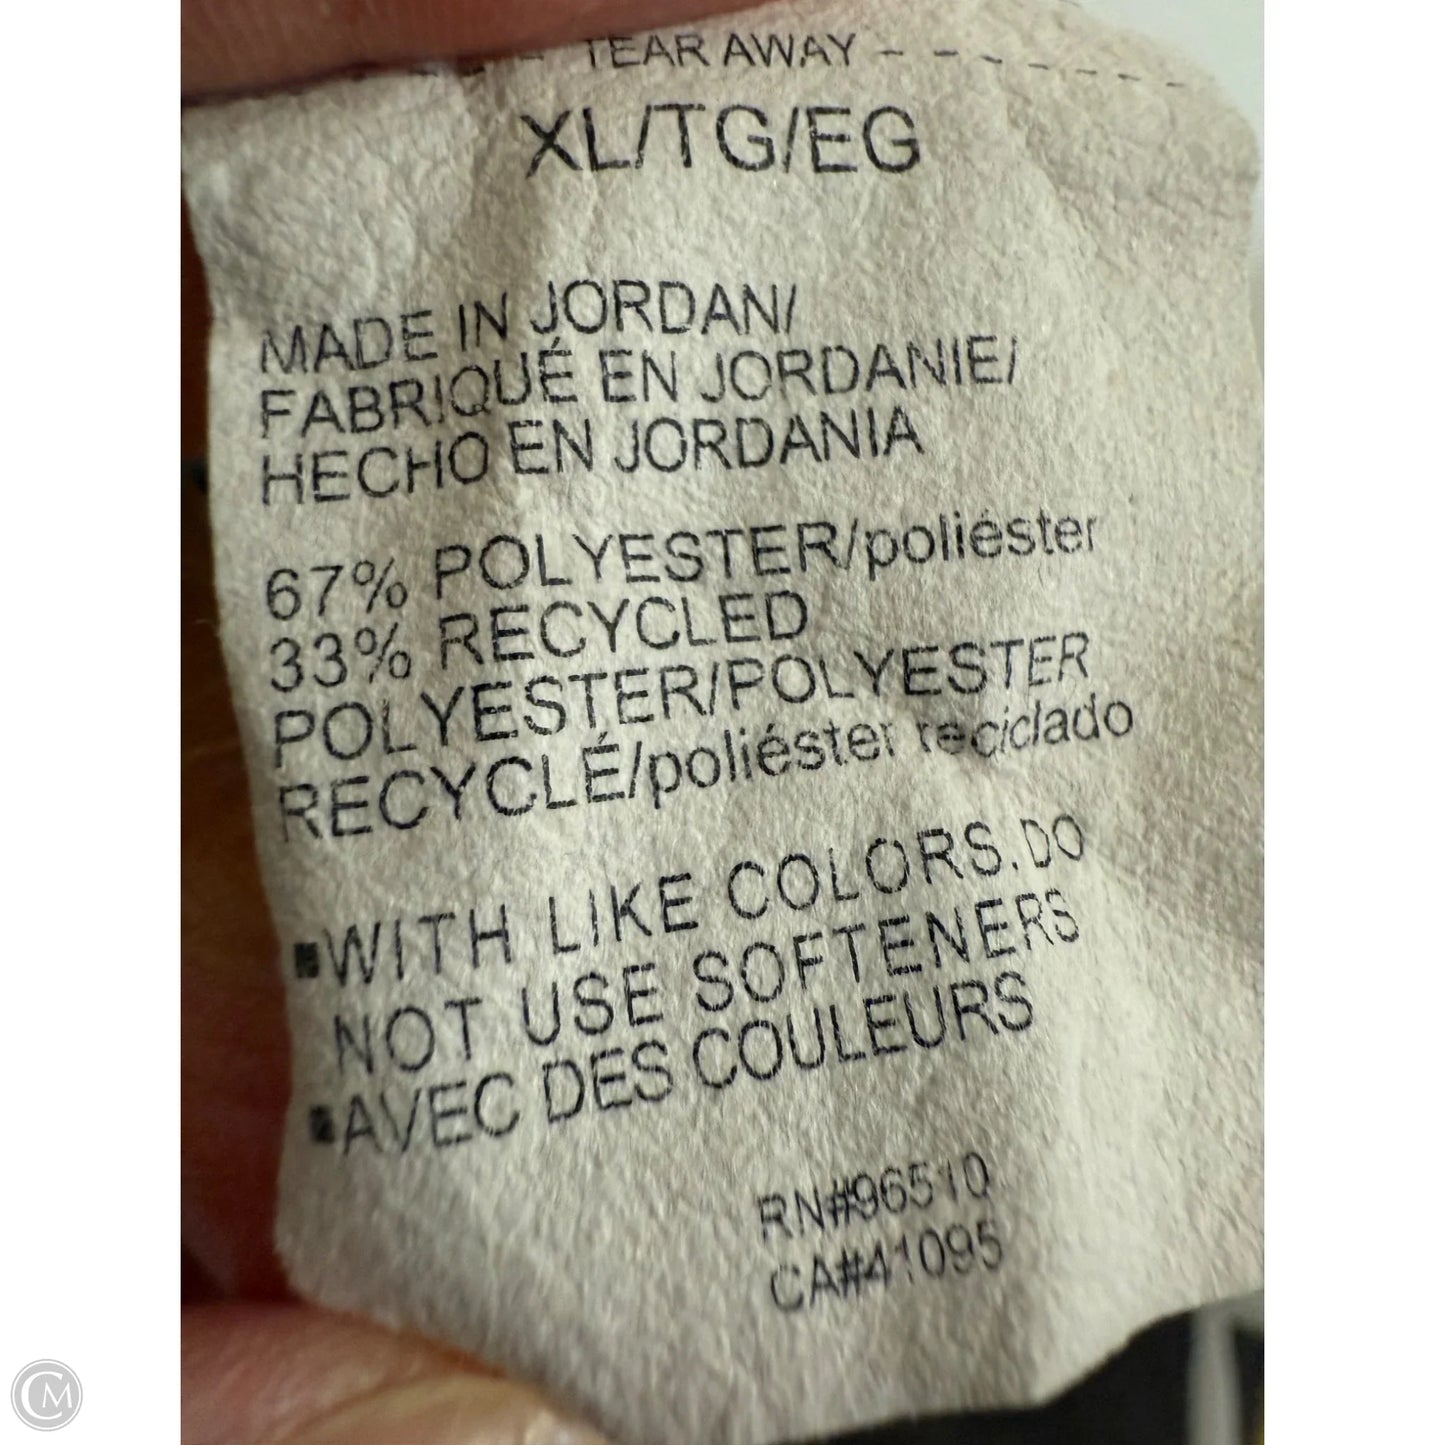 TEAR AWAY
XL/TG/EG
MADE IN JORDAN/
FABRIQUÉ EN JORDANIE/
HECHO EN JORDANIA
67% POLYESTER/poliéster
33% RECYCLED
POLYESTER/POLYESTER
RECYCLÉ/poliéster reciclado
▪WITH LIKE COLORS.DO
NOT USE SOFTENERS
▪AVEC DES COULEURS
RN#96510
CA#41095
CM